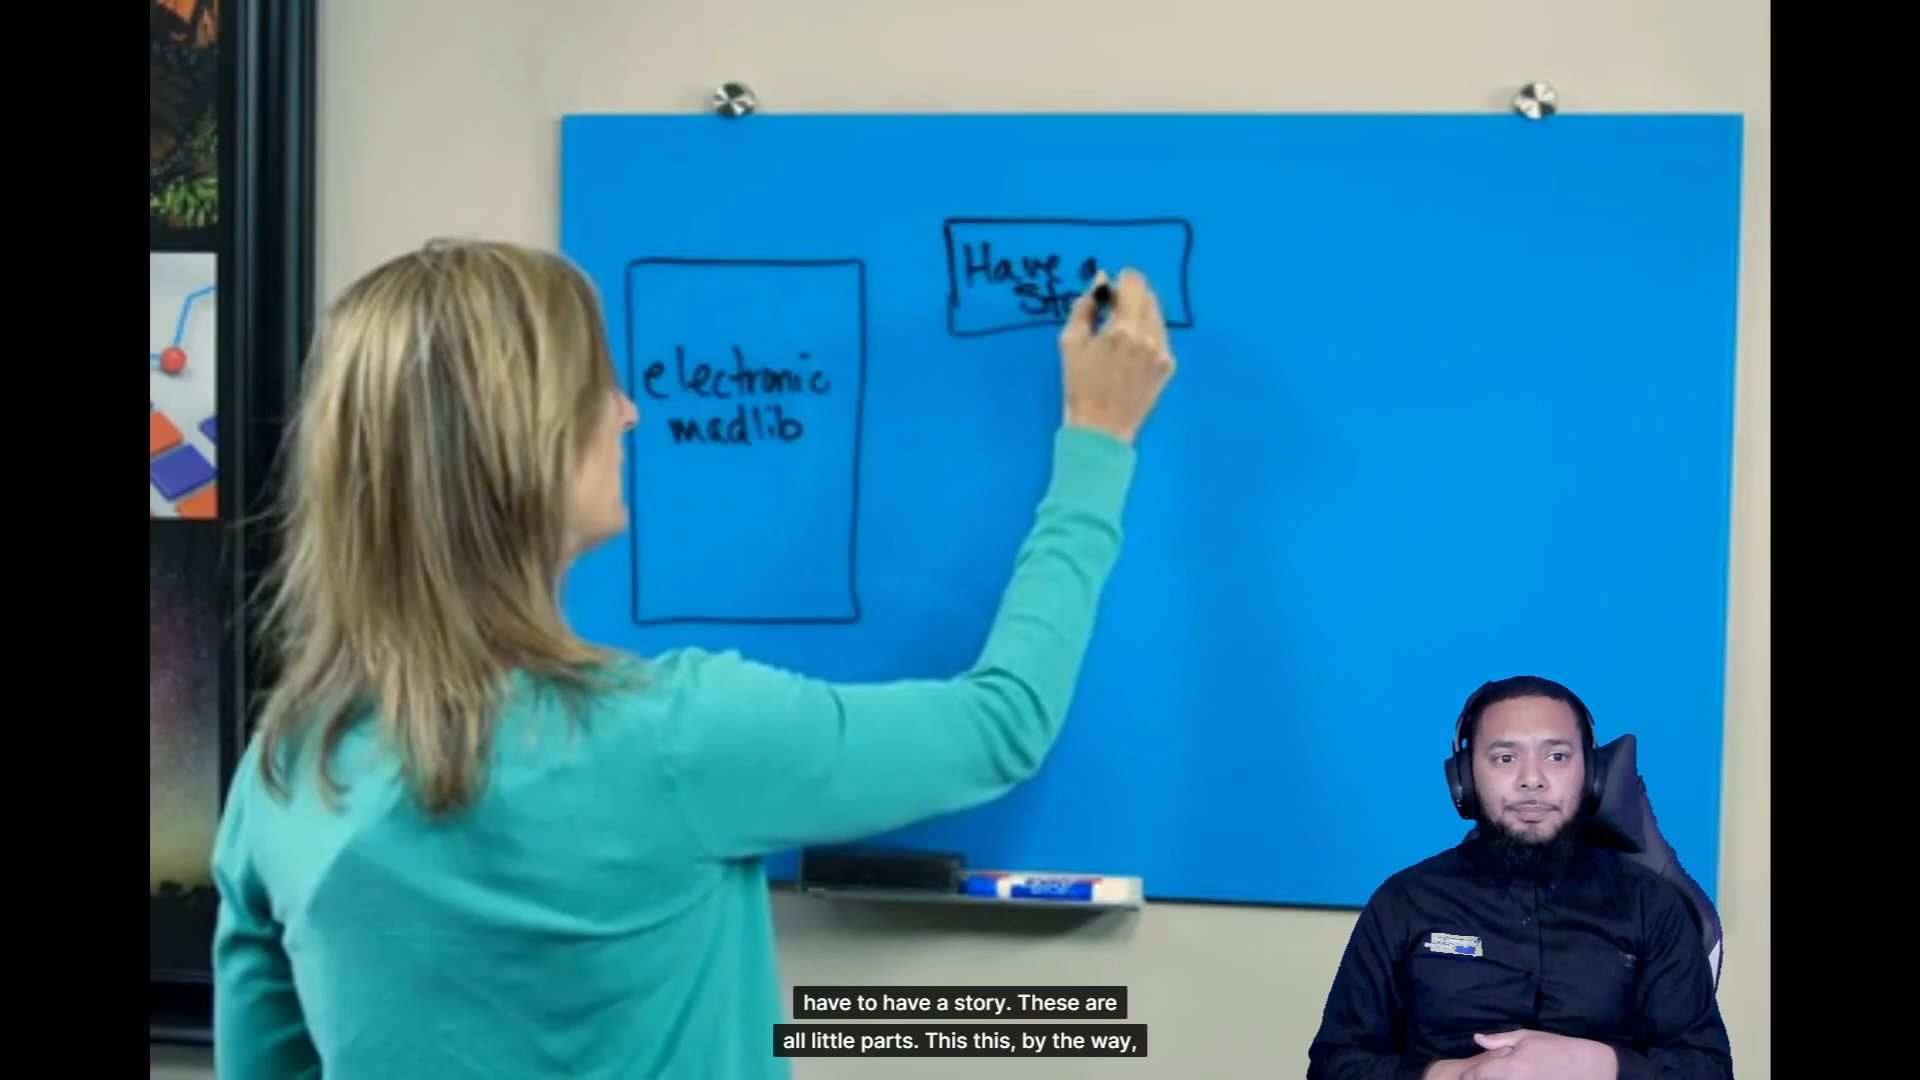 Have a
electronic
madlib
have to have a story. These are
all little parts. This this, by the way,